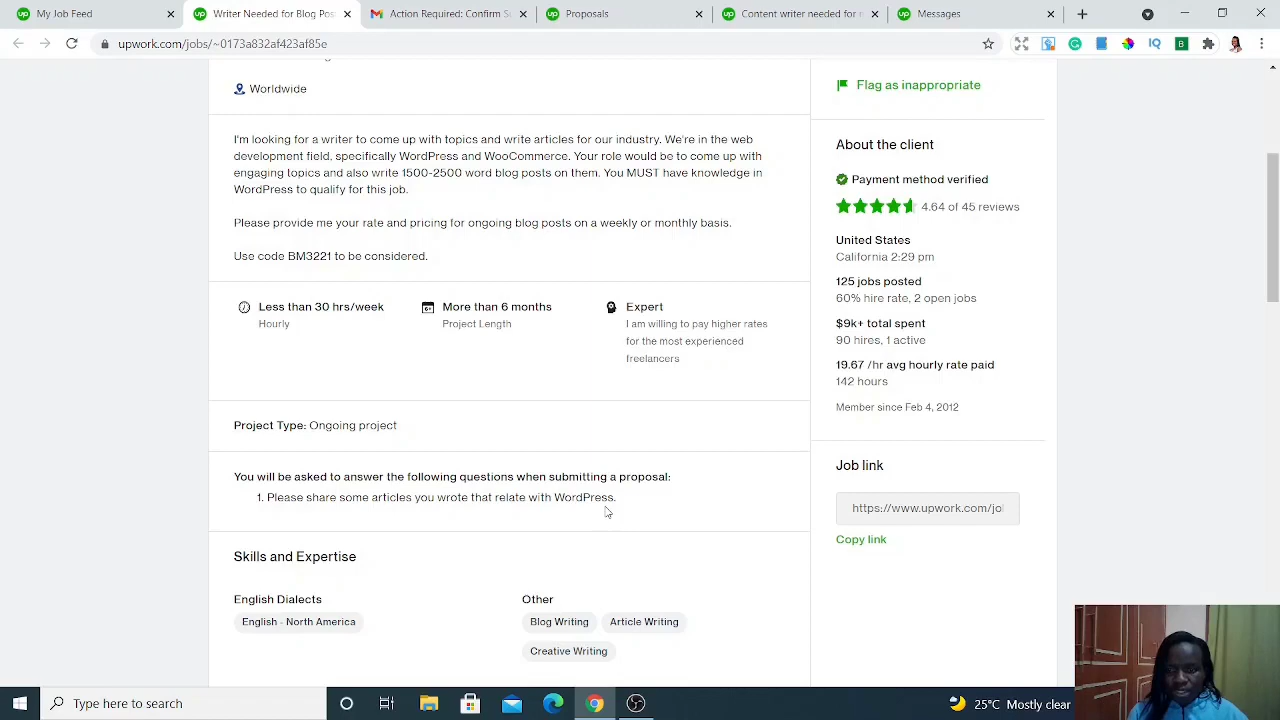 My Job Feed
Writer Needed for Blog Pos
Action Required: Confirm S
Proposals
Content writer needed for r
Messages
upwork.com/jobs/~0173a832af423af85e
Worldwide
I'm looking for a writer to come up with topics and write articles for our industry. We're in the web
development field, specifically WordPress and WooCommerce. Your role would be to come up with
engaging topics and also write 1500-2500 word blog posts on them. You MUST have knowledge in
WordPress to qualify for this job.
Please provide me your rate and pricing for ongoing blog posts on a weekly or monthly basis.
Use code BM3221 to be considered.
Less than 30 hrs/week
Hourly
More than 6 months
Project Length
Expert
I am willing to pay higher rates
for the most experienced
freelancers
Project Type: Ongoing project
You will be asked to answer the following questions when submitting a proposal:
1. Please share some articles you wrote that relate with WordPress.
Skills and Expertise
English Dialects
English - North America
Other
Blog Writing
Article Writing
Creative Writing
Flag as inappropriate
About the client
Payment method verified
4.64 of 45 reviews
United States
California 2:29 pm
125 jobs posted
60% hire rate, 2 open jobs
$9k+ total spent
90 hires, 1 active
19.67 /hr avg hourly rate paid
142 hours
Member since Feb 4, 2012
Job link
https://www.upwork.com/jo
Copy link
Type here to search
25°C Mostly clear